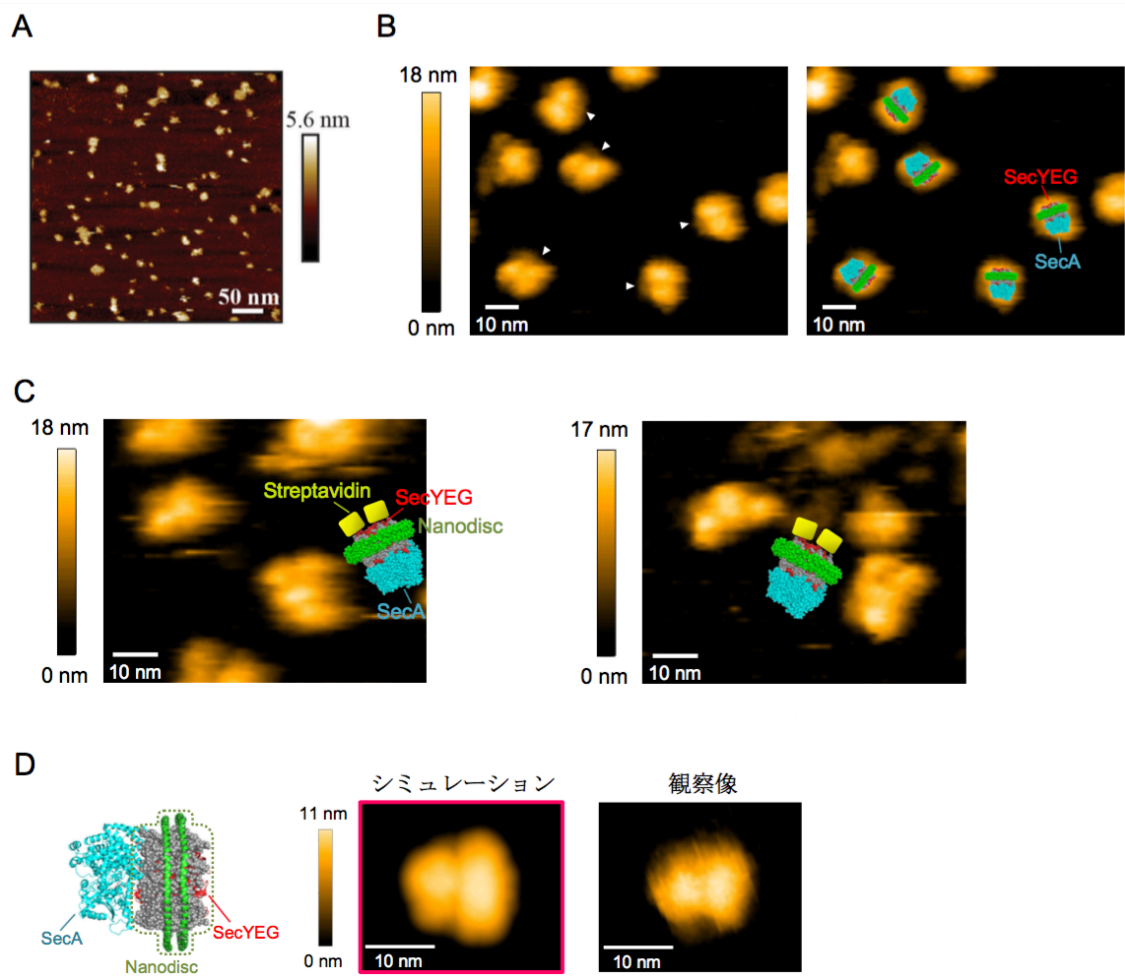 A
5.6 nm
50 nm
B
18 nm
0 nm
10 nm
SecYEG
SecA
10 nm
C
18 nm
0 nm
Streptavidin
SecYEG
Nanodisc
SecA
10 nm
17 nm
0 nm
10 nm
D
SecA
SecYEG
Nanodisc
11 nm
0 nm
シミュレーション
10 nm
観察像
10 nm